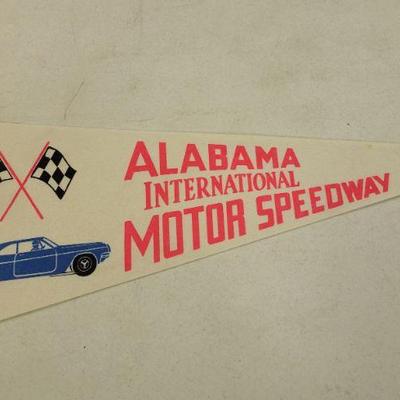 ALABAMA
INTERNATIONAL
MOTOR SPEEDWAY